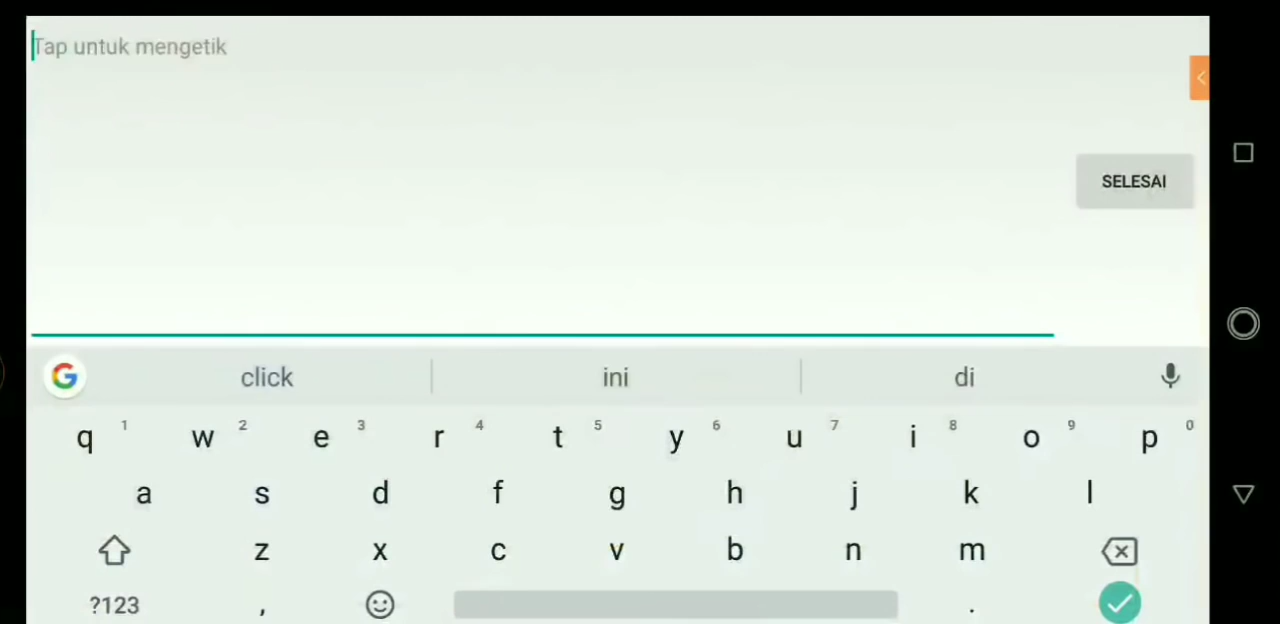 Tap untuk mengetik
SELESAI
G click ini di
q 1 w 2 e 3 r 4 t 5 y 6 u 7 i 8 o 9 p 0
a s d f g h j k l
z x c v b n m
?123 , .